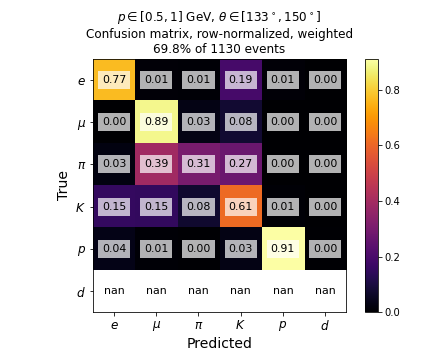 p ∈ [0.5, 1] GeV, θ ∈ [133°, 150°]
Confusion matrix, row-normalized, weighted
69.8% of 1130 events
e 0.77 0.01 0.01 0.19 0.01 0.00
μ 0.00 0.89 0.03 0.08 0.00 0.00
π 0.03 0.39 0.31 0.27 0.00 0.00
K 0.15 0.15 0.08 0.61 0.01 0.00
p 0.04 0.01 0.00 0.03 0.91 0.00
d nan nan nan nan nan nan
e μ π K p d
Predicted
True
0.8
0.6
0.4
0.2
0.0